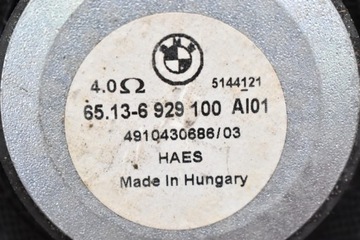 4.0Ω 5144121
65.13-6 929 100 AI01
4910430686/03
HAES
Made In Hungary